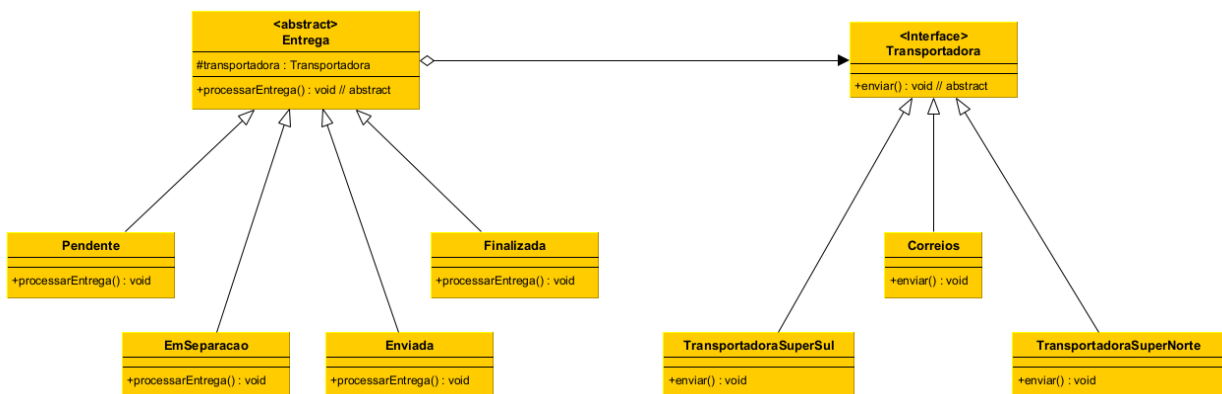 <abstract>
Entrega
#transportadora : Transportadora
+processarEntrega() : void // abstract
<Interface>
Transportadora
+enviar() : void // abstract
Pendente
+processarEntrega() : void
Finalizada
+processarEntrega() : void
Correios
+enviar() : void
EmSeparacao
+processarEntrega() : void
Enviada
+processarEntrega() : void
TransportadoraSuperSul
+enviar() : void
TransportadoraSuperNorte
+enviar() : void